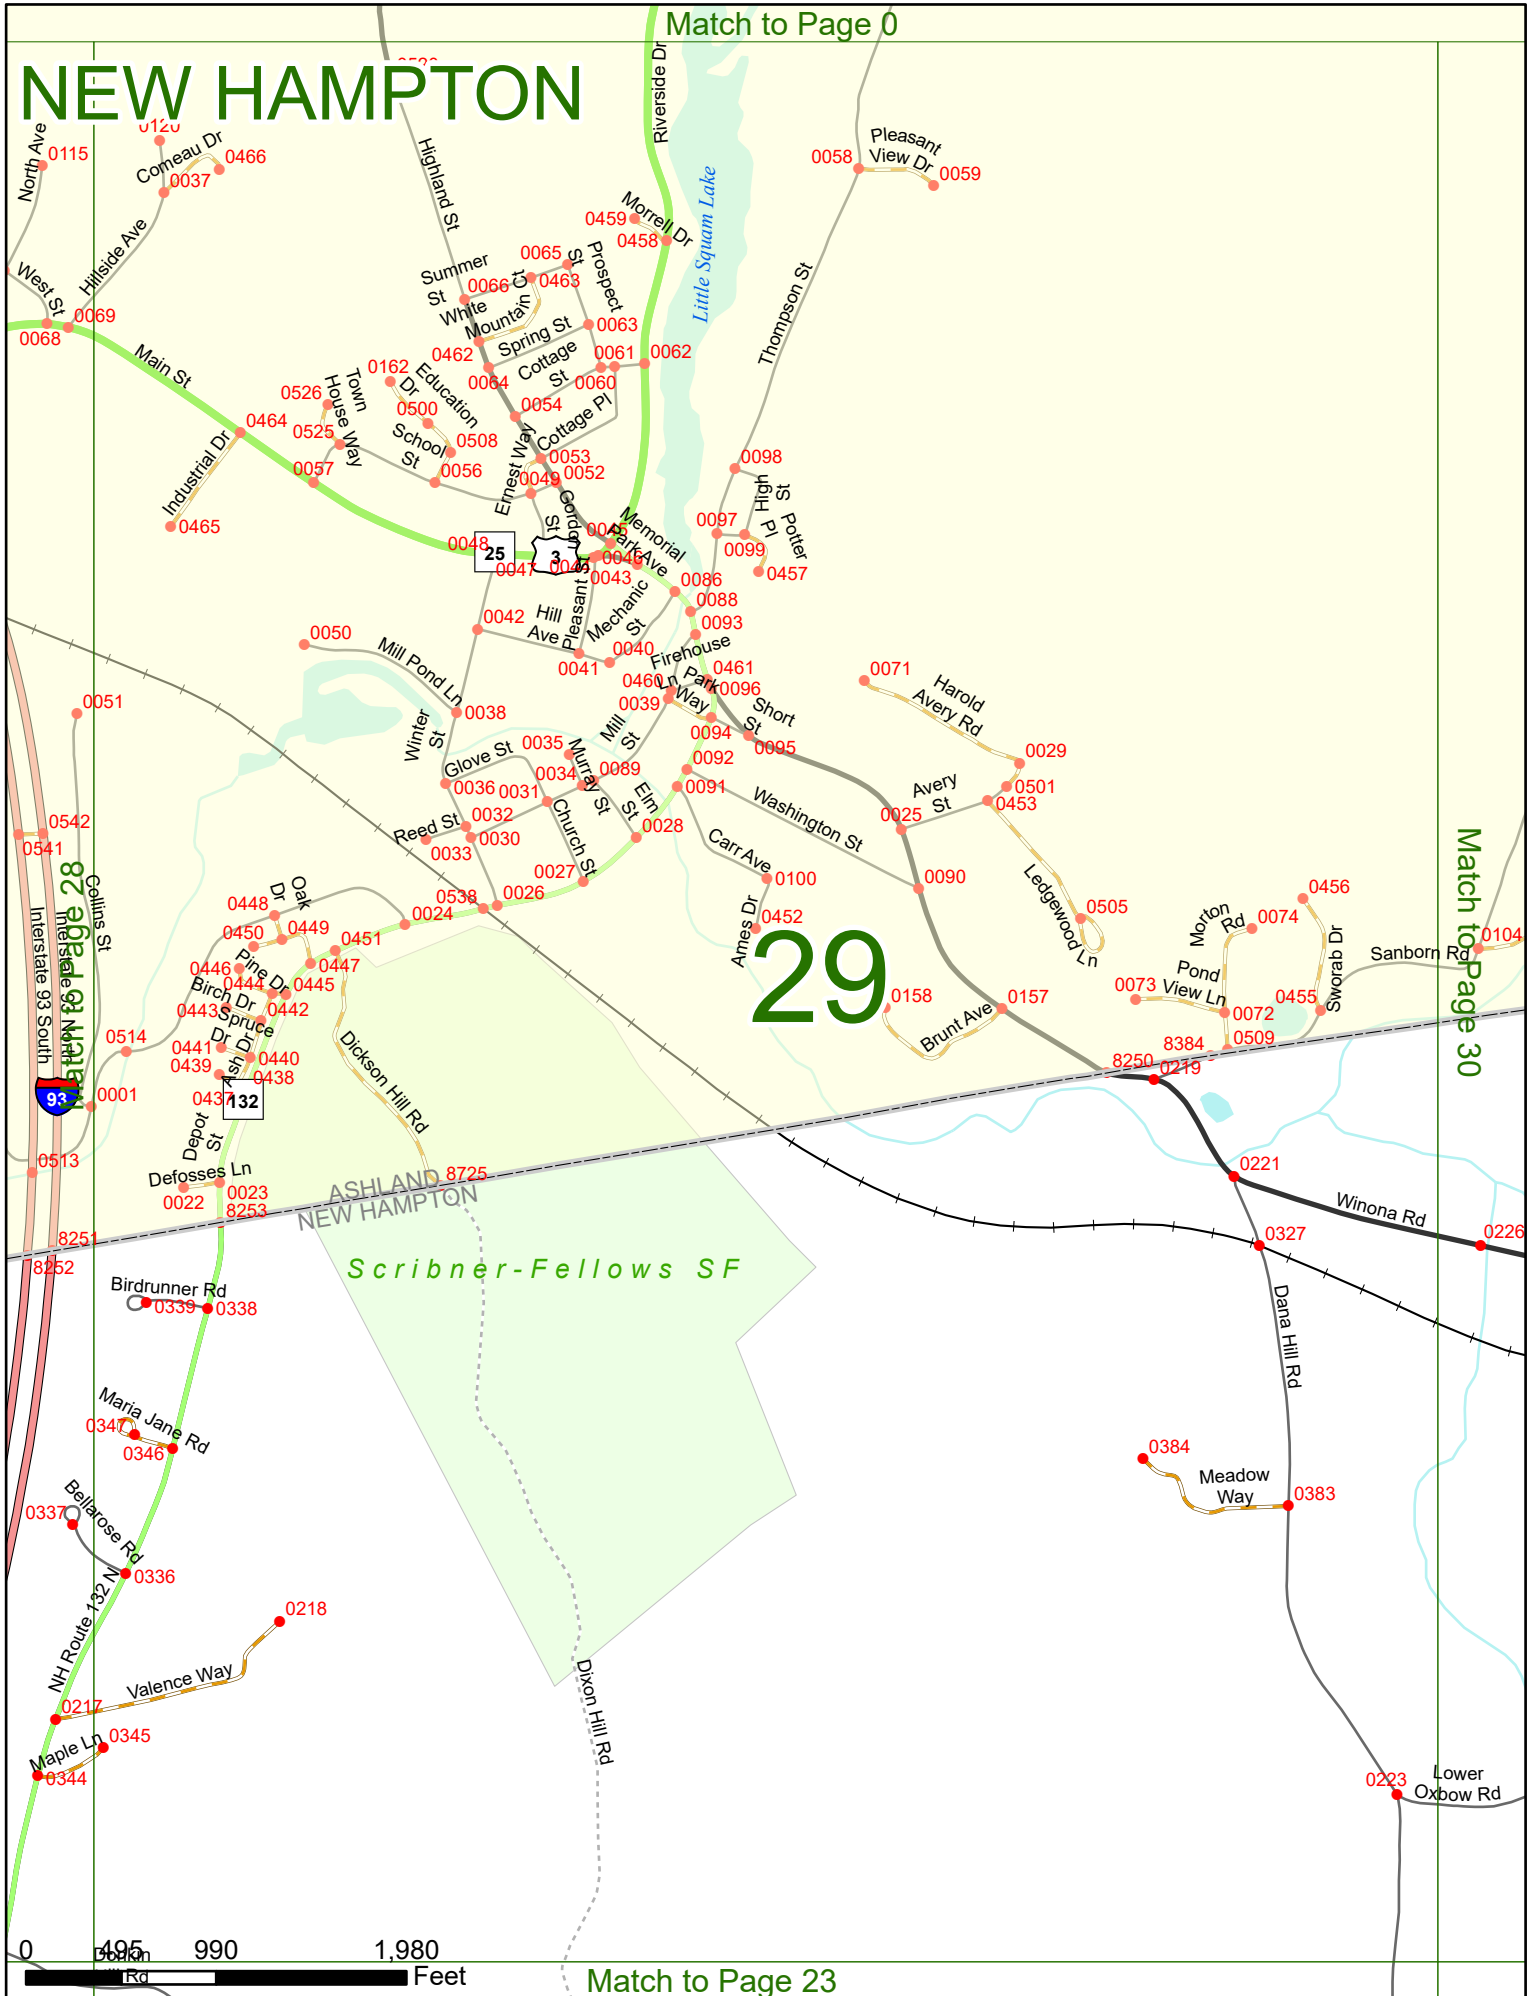 Match to Page 0
NEW HAMPTON
Riverside Dr
North Ave
0115
0120
Comeau Dr
0466
0037
Highland St
Pleasant
View Dr
0058
0059
Little Squam Lake
Hillside Ave
0459
Morrell Dr
0458
West St
0069
0068
Summer
St
0066
0065
St
Prospect
0463
White
Mountain Ct
0063
Spring St
0462
0064
Cottage
St
0061
0060
0062
Thompson St
Main St
0162
Education
Dr
0500
0508
0526
Town
House Way
0525
School
St
0056
0054
Cottage Pl
0464
Industrial Dr
0465
0057
Ernest Way
0053
0052
0049
Gordon
St
0098
High
St
Potter
Pl
0097
0099
0457
Memorial
Park Ave
0045
0046
0048
25
3
0047
0043
Pleasant St
0086
0088
0093
0042
Hill
Ave
Mechanic
St
0041
0040
Firehouse
Ln
0461
0460
0039
Park
Way
0096
Short
St
0094
0095
0050
Mill Pond Ln
0038
0051
Winter
St
0071
Harold
Avery Rd
0029
0501
0453
Avery
St
0025
Glove St
0036
0035
0034
Murray St
Mill
St
0089
0092
0091
0031
Church St
Elm
St
0028
Washington St
Reed St
0032
0030
0033
Carr Ave
0100
0027
0542
0541
Collins St
Interstate 93 South
Interstate 93 North
Match to Page 28
0026
0538
0024
Oak
Dr
0448
0449
0450
0451
0447
0446
Pine Dr
0445
0444
Birch Dr
0443
0442
Spruce
Dr
0441
0440
0439
Ash Dr
0438
0437
132
0452
Ames Dr
0090
Ledgewood Ln
0505
0456
Morton
Rd
0074
Sworab Dr
Sanborn Rd
0104
Match to Page 30
29
0158
Brunt Ave
0157
0073
Pond
View Ln
0072
0455
0509
8384
8250
0219
0514
93
0001
0513
Dickson Hill Rd
Depot
St
Defosses Ln
0022
0023
8253
ASHLAND
NEW HAMPTON
8725
8251
8252
0221
Winona Rd
0226
0327
Scribner-Fellows SF
Birdrunner Rd
0339
0338
Dana Hill Rd
Maria Jane Rd
0347
0346
0384
Meadow
Way
0383
Bellarose Rd
0337
0336
NH Route 132 N
0218
Valence Way
0217
Dixon Hill Rd
Maple Ln
0345
0344
0223
Lower
Oxbow Rd
0
495
990
1,980
Feet
Donkin
Rd
Match to Page 23